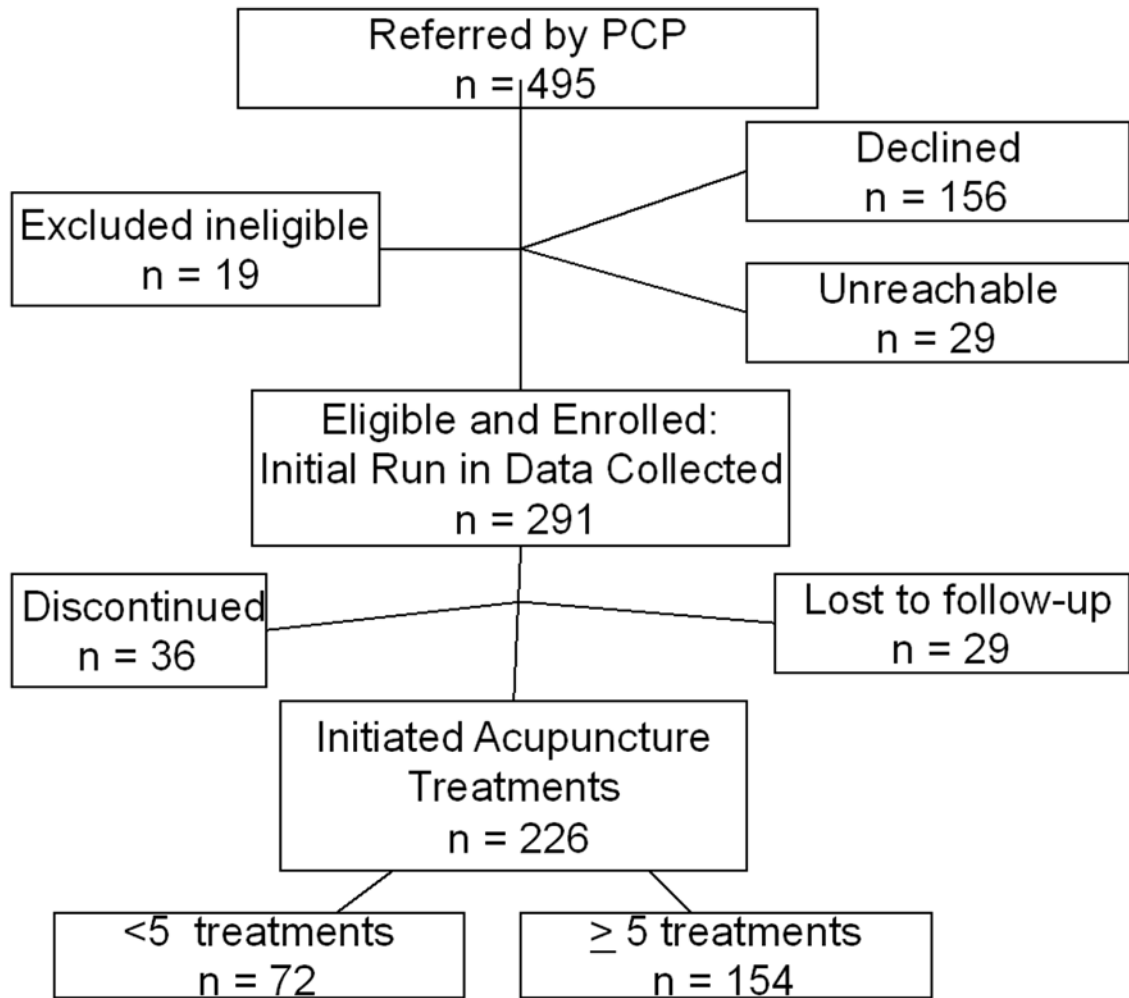 Referred by PCP
n = 495
Declined
n = 156
Excluded ineligible
n = 19
Unreachable
n = 29
Eligible and Enrolled:
Initial Run in Data Collected
n = 291
Discontinued
n = 36
Lost to follow-up
n = 29
Initiated Acupuncture
Treatments
n = 226
<5 treatments
n = 72
≥ 5 treatments
n = 154